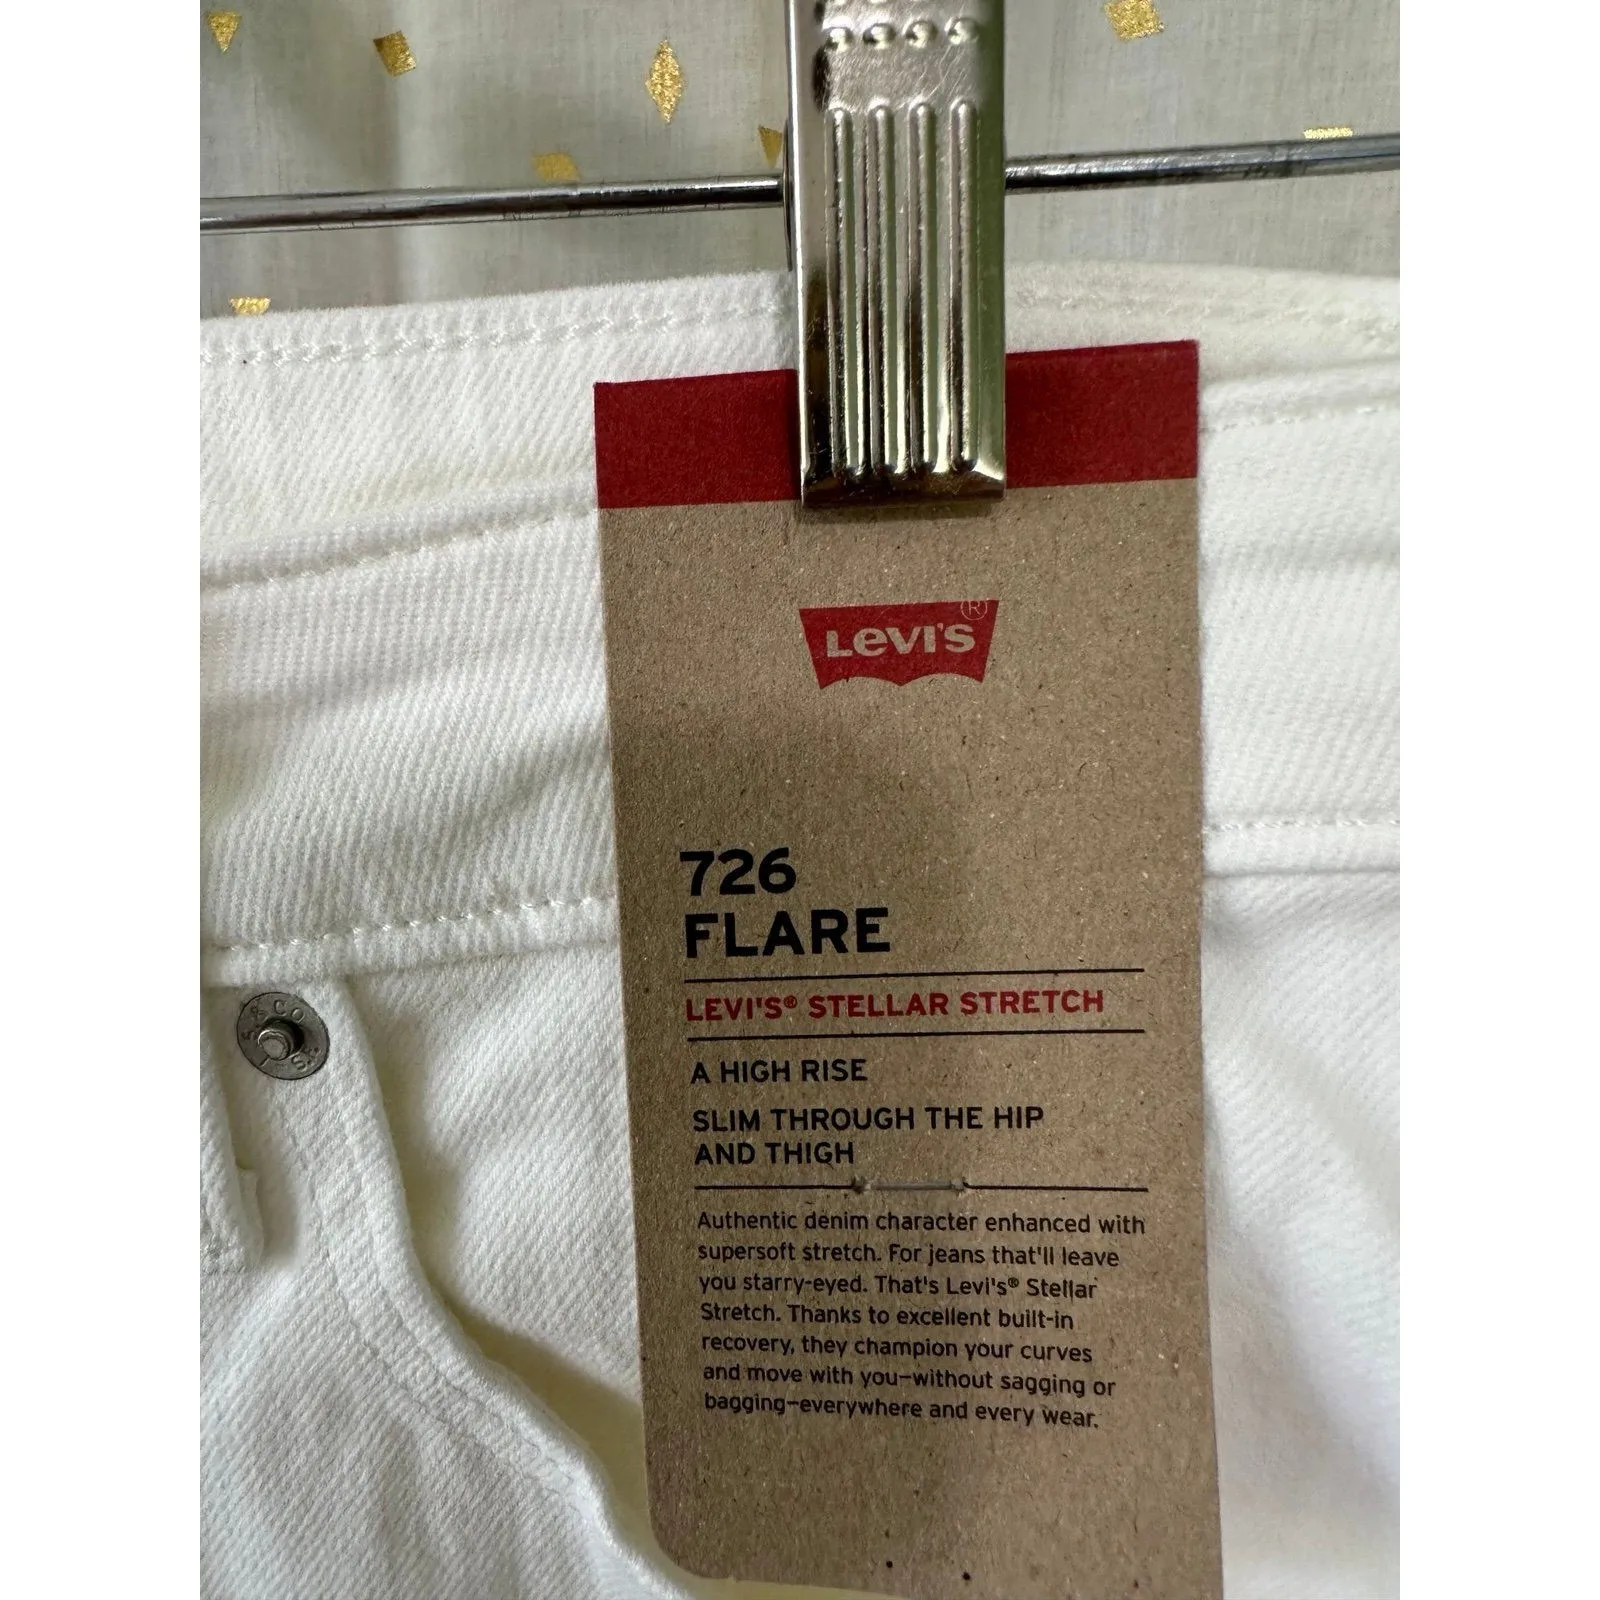 LEVI'S®
726
FLARE
LEVI'S® STELLAR STRETCH
A HIGH RISE
SLIM THROUGH THE HIP
AND THIGH
Authentic denim character enhanced with
supersoft stretch. For jeans that'll leave
you starry-eyed. That's Levi's® Stellar
Stretch. Thanks to excellent built-in
recovery, they champion your curves
and move with you—without sagging or
bagging—everywhere and every wear.
S.&CO